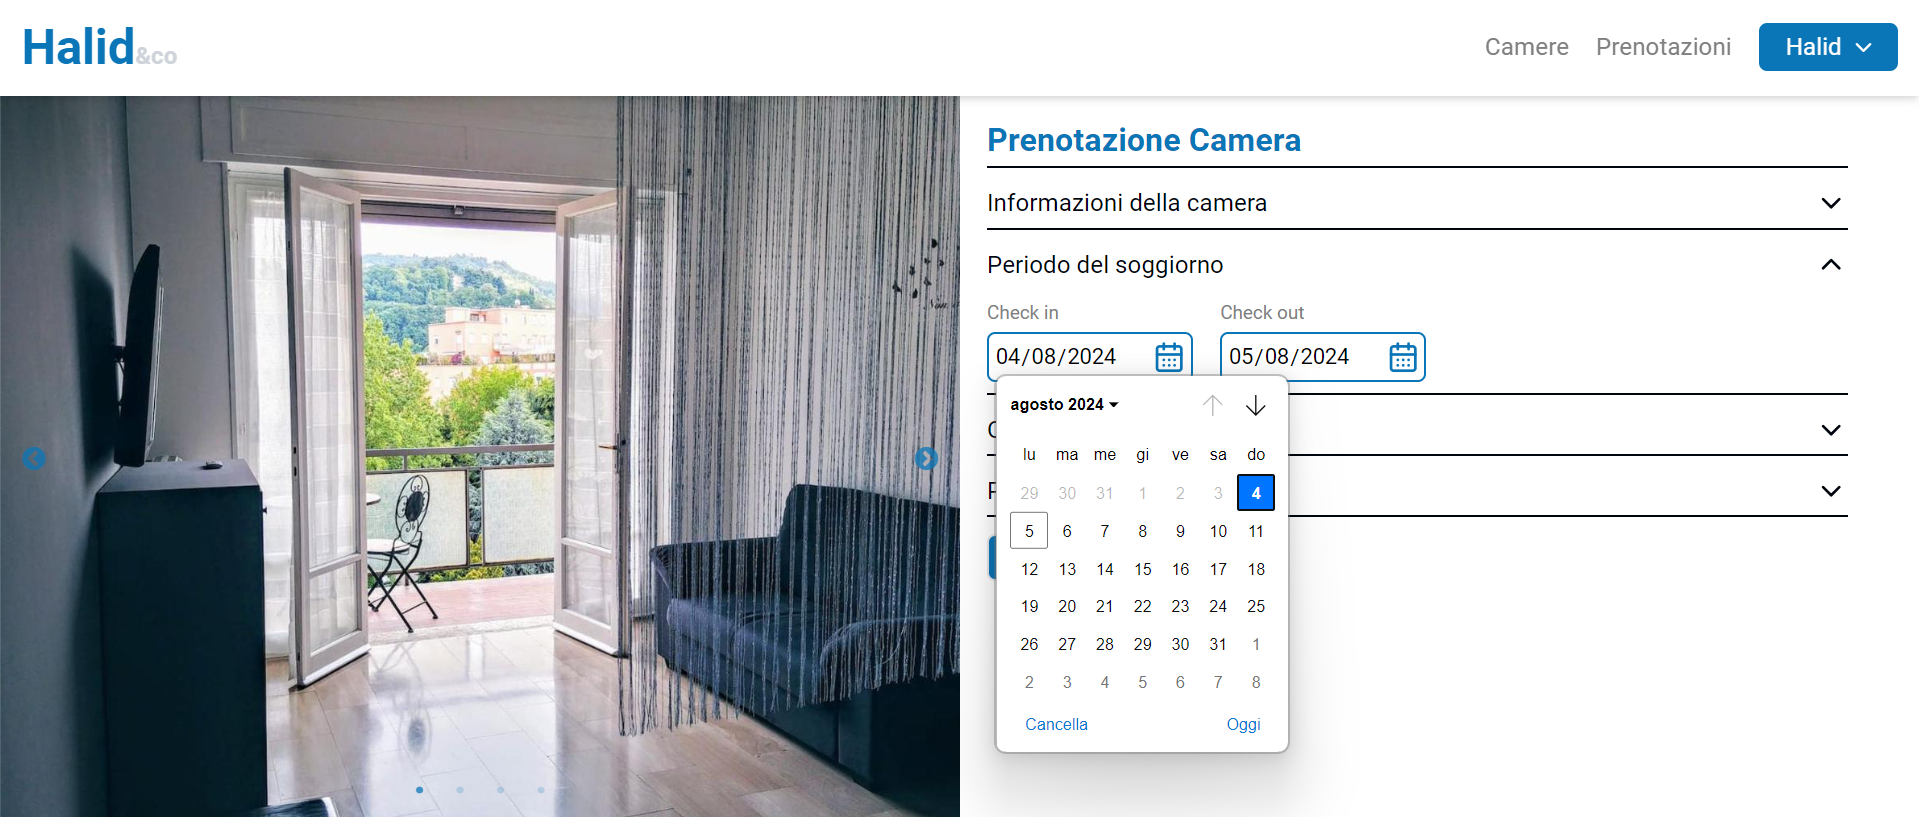 Halid&co
Camere Prenotazioni Halid
Prenotazione Camera
Informazioni della camera
Periodo del soggiorno
Check in Check out
04/08/2024 05/08/2024
agosto 2024
lu ma me gi ve sa do
29 30 31 1 2 3 4
5 6 7 8 9 10 11
12 13 14 15 16 17 18
19 20 21 22 23 24 25
26 27 28 29 30 31 1
2 3 4 5 6 7 8
Cancella Oggi